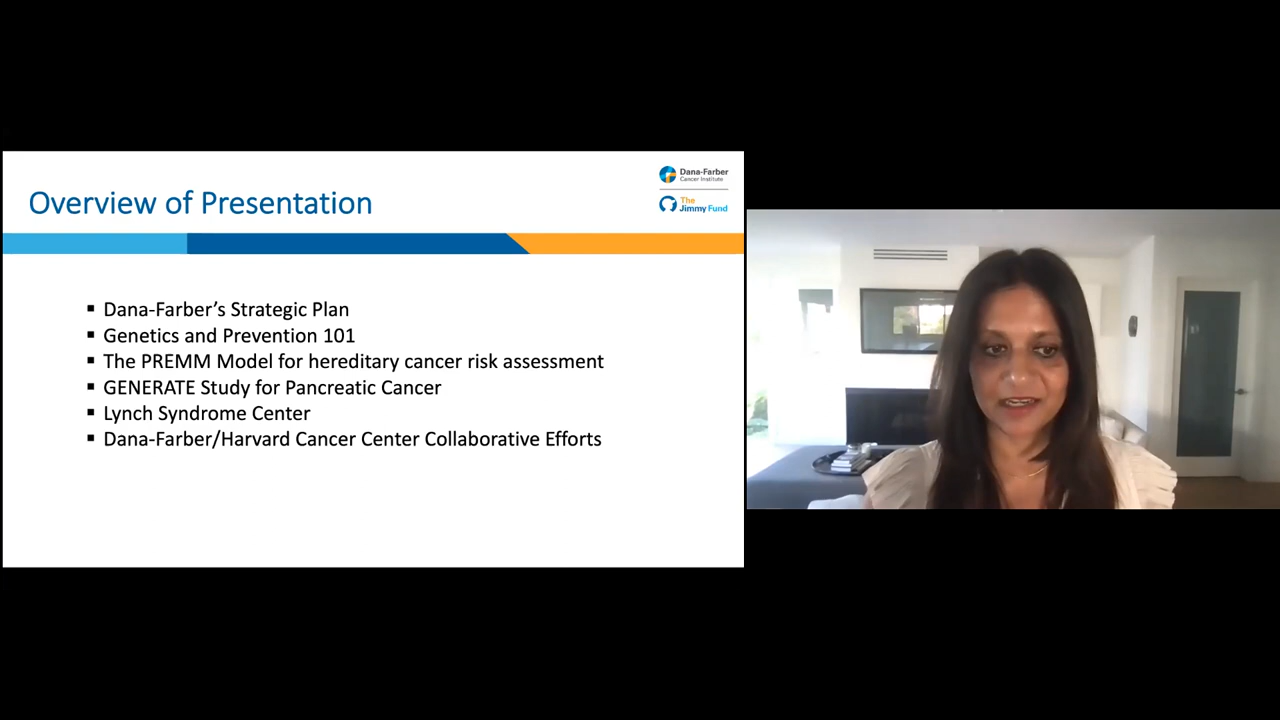 Overview of Presentation
Dana-Farber
Cancer Institute
The
Jimmy Fund
▪ Dana-Farber’s Strategic Plan
▪ Genetics and Prevention 101
▪ The PREMM Model for hereditary cancer risk assessment
▪ GENERATE Study for Pancreatic Cancer
▪ Lynch Syndrome Center
▪ Dana-Farber/Harvard Cancer Center Collaborative Efforts